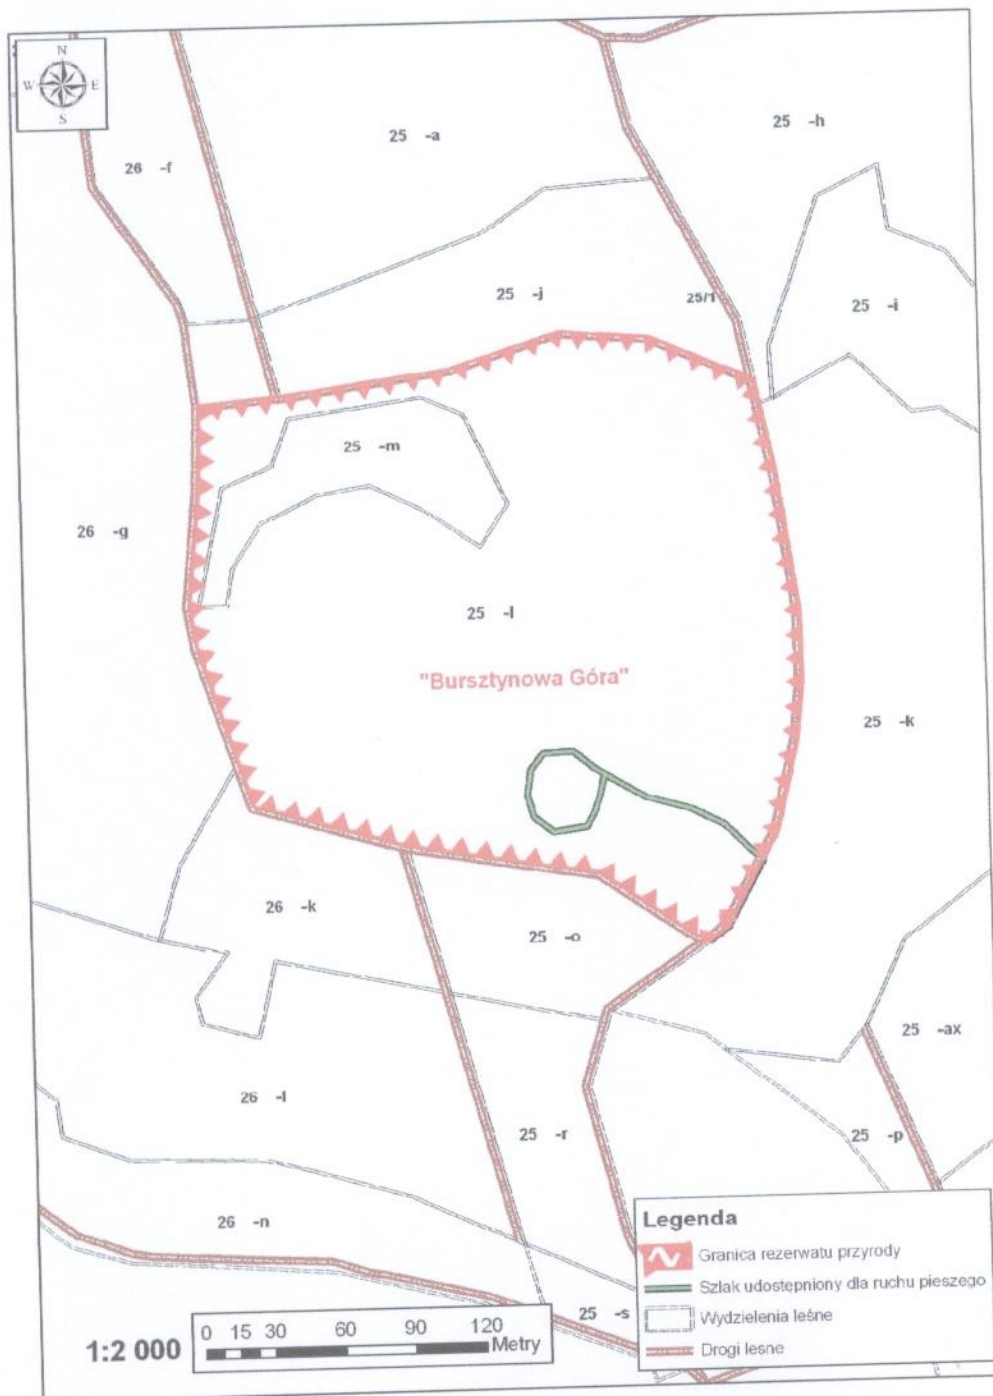 N
W E
S
25 -a
25 -h
26 -f
25 -j
25/1
25 -i
25 -m
26 -g
25 -l
"Bursztynowa Góra"
25 -k
26 -k
25 -o
25 -ax
26 -l
25 -r
25 -p
26 -n
25 -s
Legenda
Granica rezerwatu przyrody
Szlak udostępniony dla ruchu pieszego
Wydzielenia leśne
Drogi lesne
1:2 000
0 15 30 60 90 120
Metry